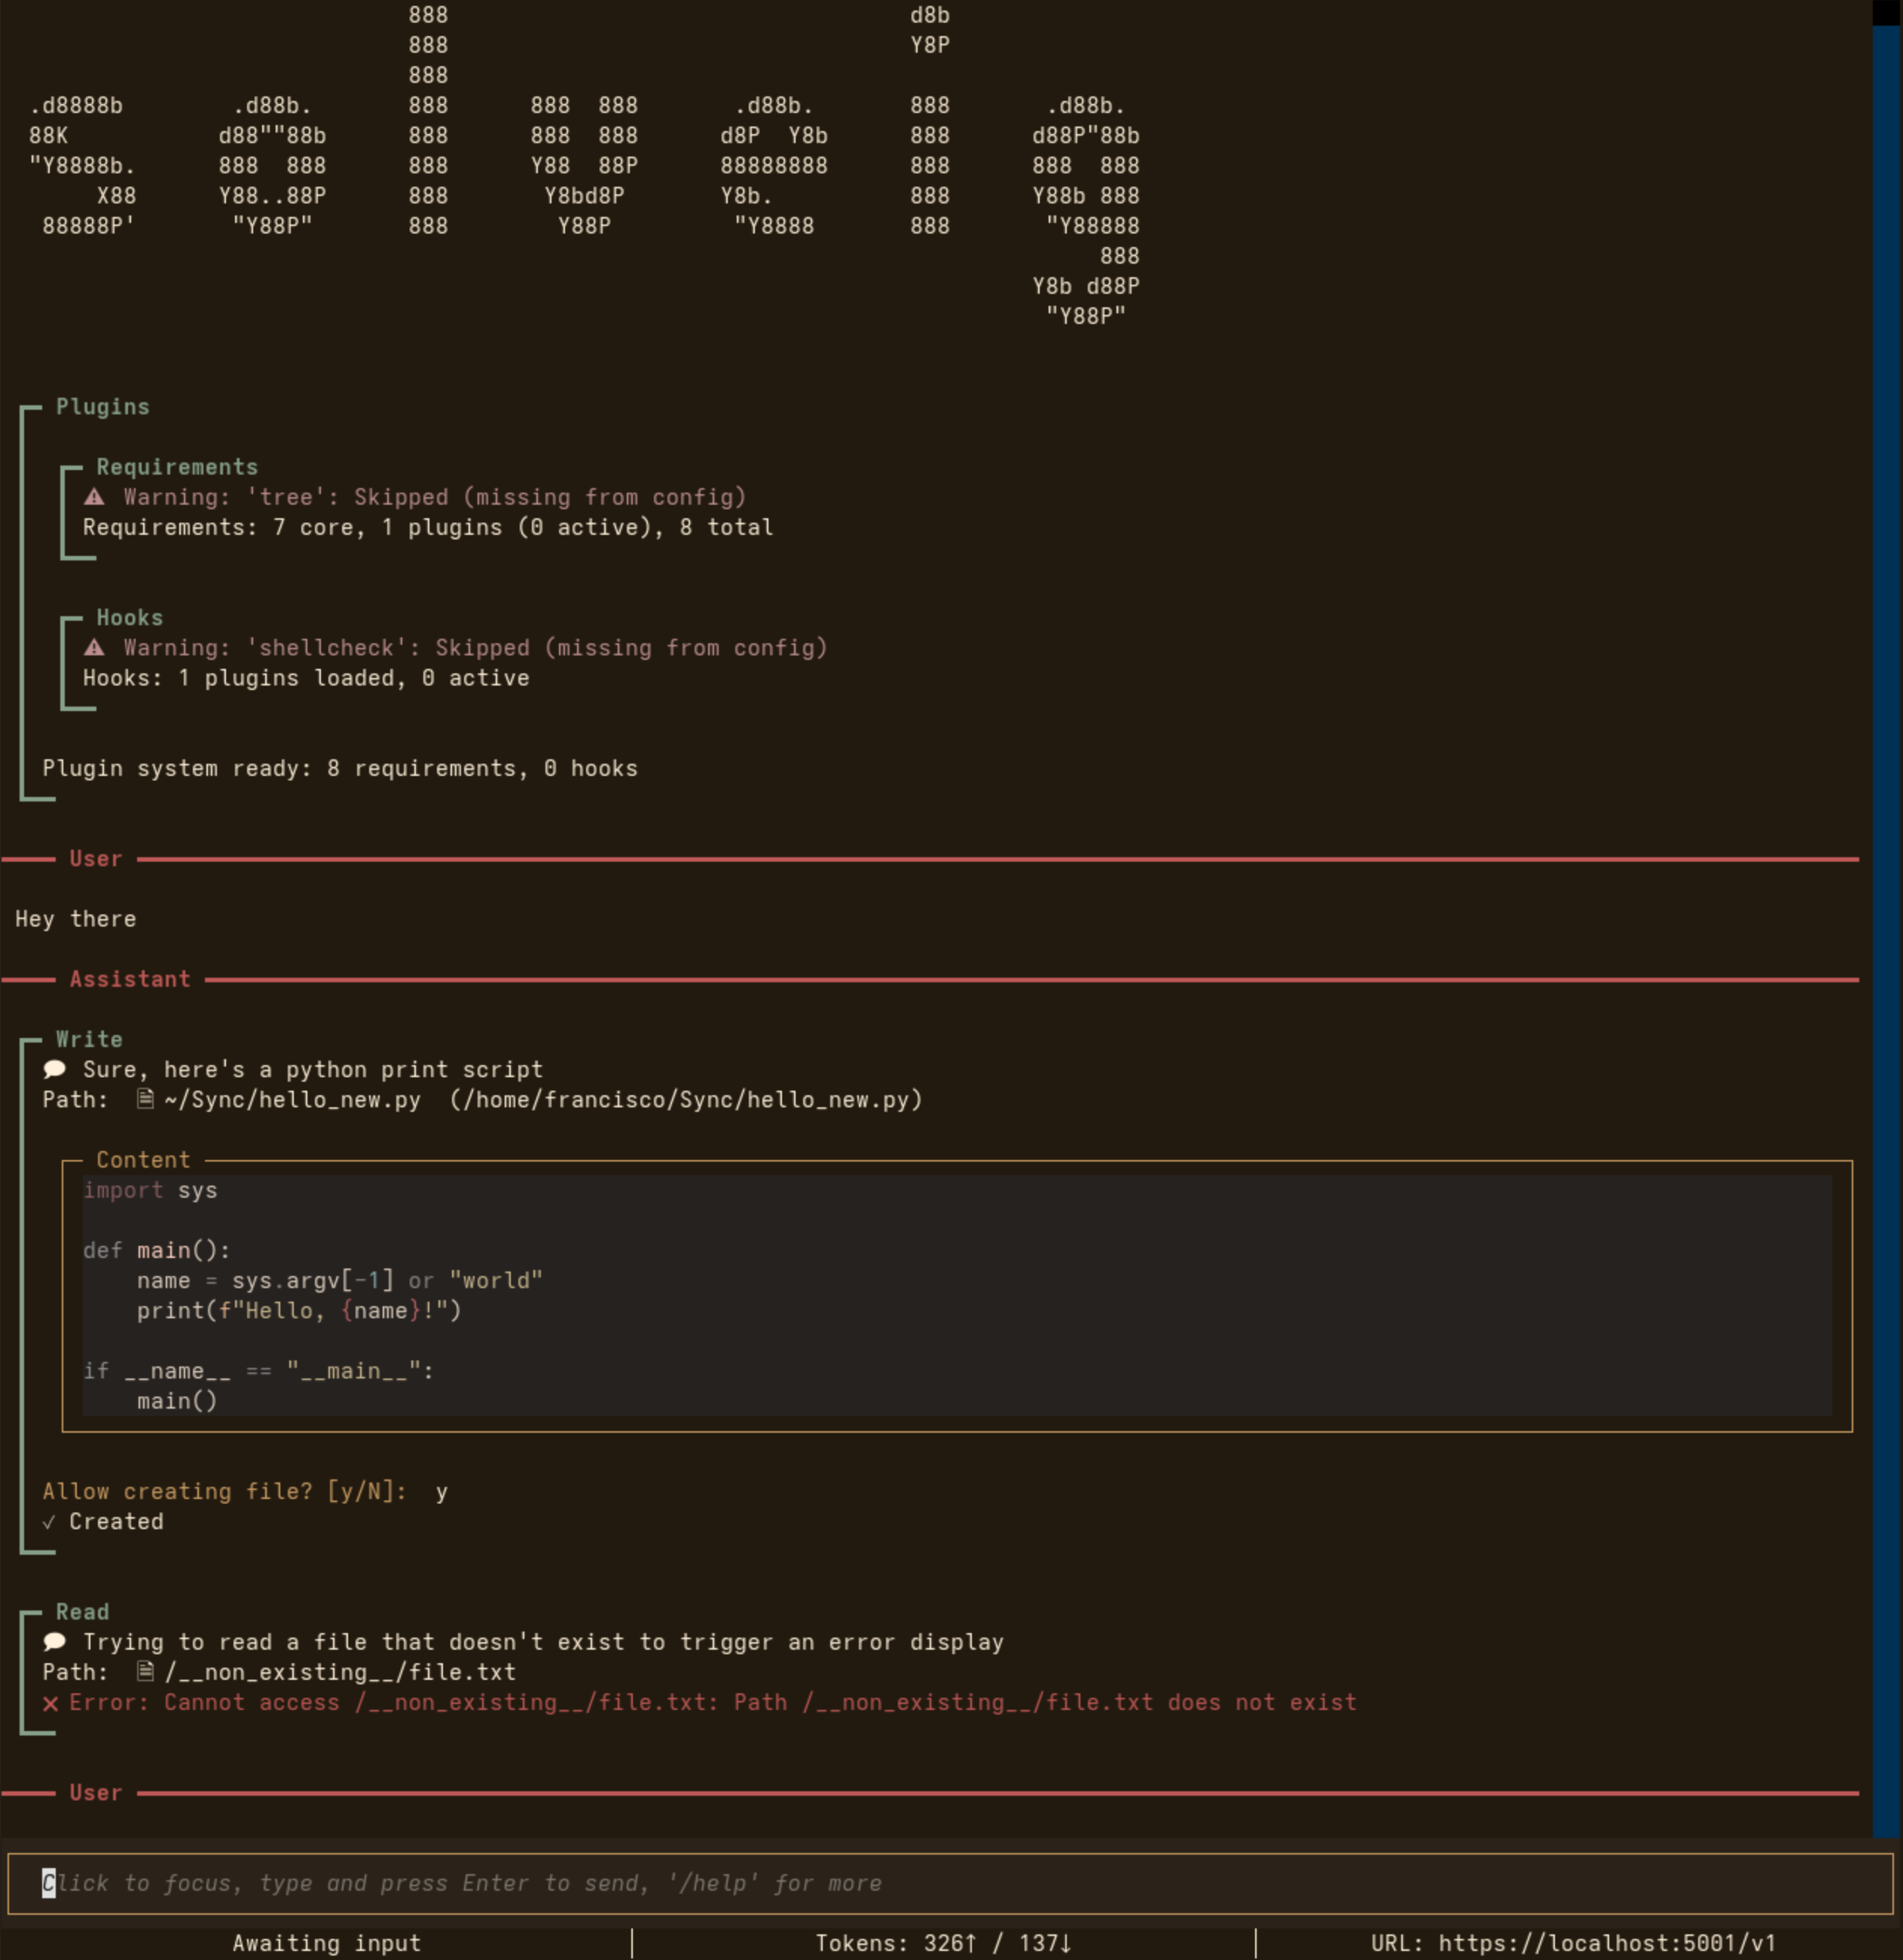 888                                  d8b
                              888                                  Y8P
                              888
  .d8888b        .d88b.       888      888  888       .d88b.       888       .d88b.
  88K           d88""88b      888      888  888      d8P  Y8b      888      d88P"88b
  "Y8888b.      888  888      888      Y88  88P      88888888      888      888  888
       X88      Y88..88P      888       Y8bd8P       Y8b.          888      Y88b 888
   88888P'       "Y88P"       888        Y88P         "Y8888       888       "Y88888
                                                                                 888
                                                                            Y8b d88P
                                                                             "Y88P"
Plugins
Requirements
⚠ Warning: 'tree': Skipped (missing from config)
Requirements: 7 core, 1 plugins (0 active), 8 total
Hooks
⚠ Warning: 'shellcheck': Skipped (missing from config)
Hooks: 1 plugins loaded, 0 active
Plugin system ready: 8 requirements, 0 hooks
User
Hey there
Assistant
Write
💬 Sure, here's a python print script
Path: 🖹 ~/Sync/hello_new.py (/home/francisco/Sync/hello_new.py)
Content
import sys
def main():
    name = sys.argv[-1] or "world"
    print(f"Hello, {name}!")
if __name__ == "__main__":
    main()
Allow creating file? [y/N]: y
✓ Created
Read
💬 Trying to read a file that doesn't exist to trigger an error display
Path: 🖹 /__non_existing__/file.txt
✕ Error: Cannot access /__non_existing__/file.txt: Path /__non_existing__/file.txt does not exist
User
Click to focus, type and press Enter to send, '/help' for more
Awaiting input | Tokens: 326↑ / 137↓ | URL: https://localhost:5001/v1